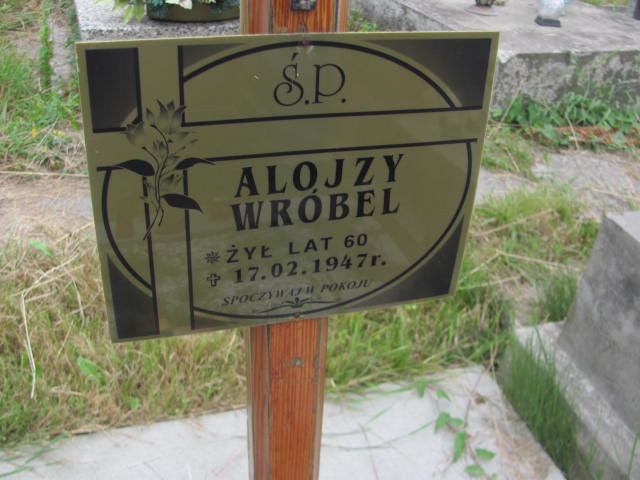 Ś.P.
ALOJZY
WRÓBEL
ŻYŁ LAT 60
17.02.1947r.
SPOCZYWAJ W POKOJU